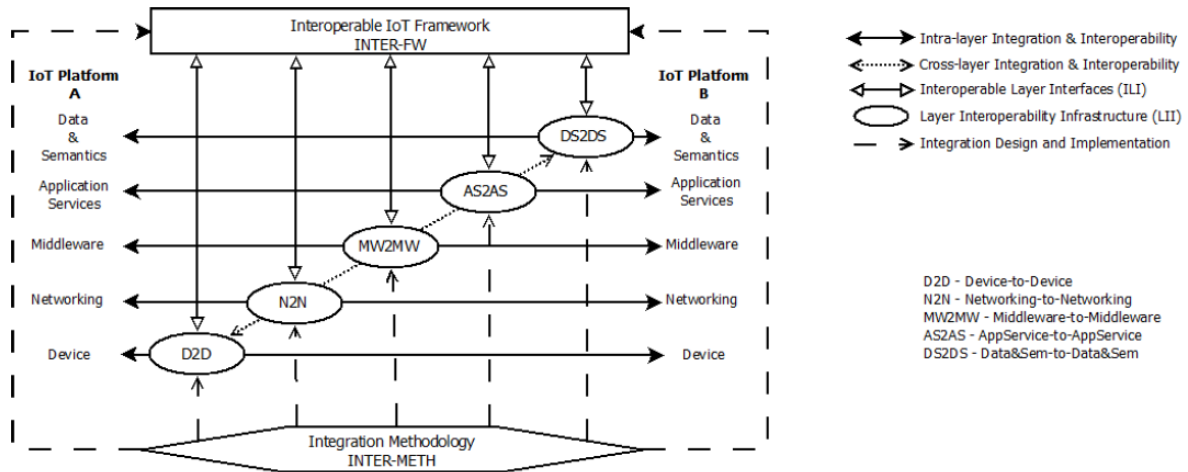 Interoperable IoT Framework
INTER-FW
IoT Platform
A
Data
&
Semantics
Application
Services
Middleware
Networking
Device
DS2DS
AS2AS
MW2MW
N2N
D2D
IoT Platform
B
Data
&
Semantics
Application
Services
Middleware
Networking
Device
Integration Methodology
INTER-METH
Intra-layer Integration & Interoperability
Cross-layer Integration & Interoperability
Interoperable Layer Interfaces (ILI)
Layer Interoperability Infrastructure (LII)
Integration Design and Implementation
D2D - Device-to-Device
N2N - Networking-to-Networking
MW2MW - Middleware-to-Middleware
AS2AS - AppService-to-AppService
DS2DS - Data&Sem-to-Data&Sem